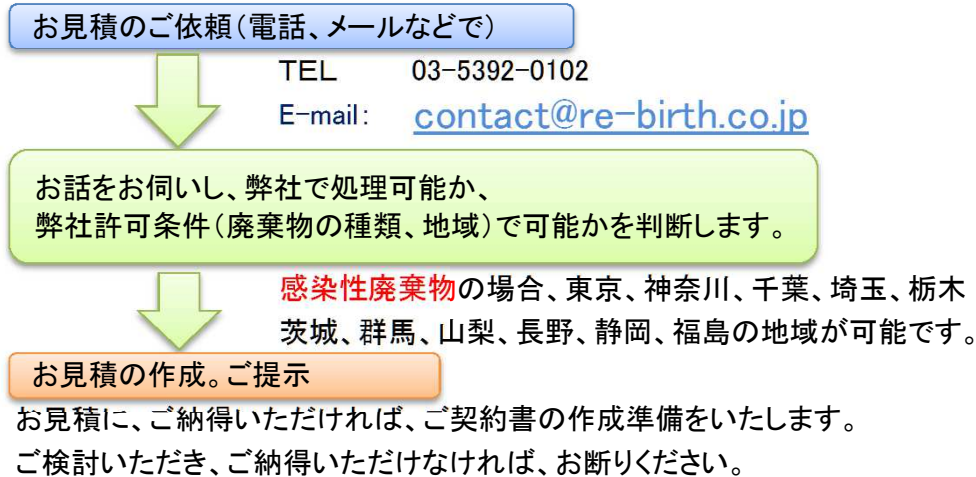 お見積のご依頼（電話、メールなどで）
TEL 03-5392-0102
E-mail： contact@re-birth.co.jp
お話をお伺いし、弊社で処理可能か、
弊社許可条件（廃棄物の種類、地域）で可能かを判断します。
感染性廃棄物の場合、東京、神奈川、千葉、埼玉、栃木
茨城、群馬、山梨、長野、静岡、福島の地域が可能です。
お見積の作成。ご提示
お見積に、ご納得いただければ、ご契約書の作成準備をいたします。
ご検討いただき、ご納得いただけなければ、お断りください。